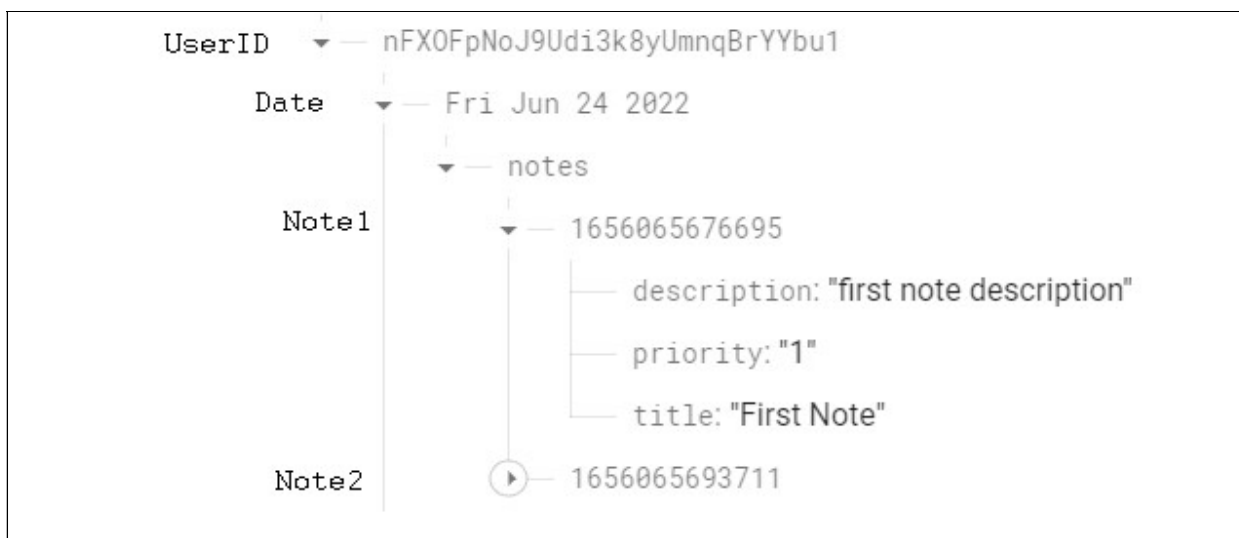 UserID nFXOFpNoJ9Udi3k8yUmnqBrYYbu1
Date Fri Jun 24 2022
notes
Note1 1656065676695
description: "first note description"
priority: "1"
title: "First Note"
Note2 1656065693711